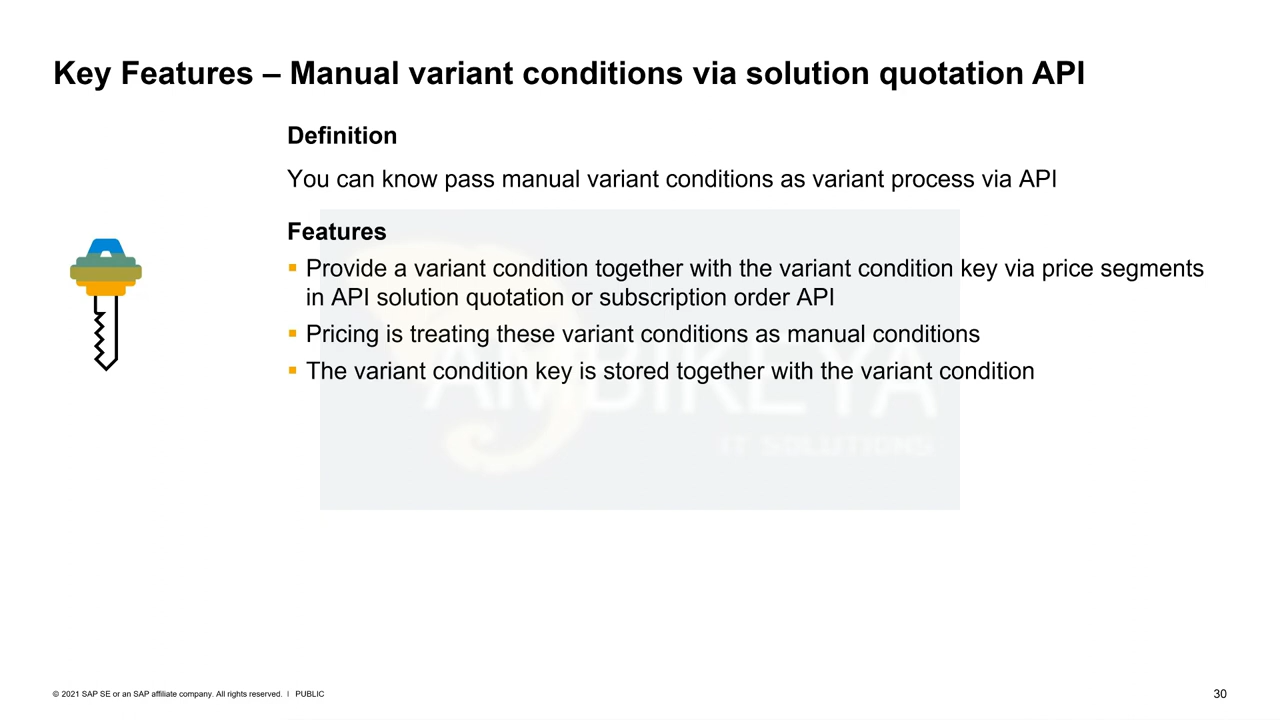 Key Features – Manual variant conditions via solution quotation API
Definition
You can know pass manual variant conditions as variant process via API
Features
▪ Provide a variant condition together with the variant condition key via price segments
in API solution quotation or subscription order API
▪ Pricing is treating these variant conditions as manual conditions
▪ The variant condition key is stored together with the variant condition
AMBIKEYA
IT SOLUTIONS
© 2021 SAP SE or an SAP affiliate company. All rights reserved. | PUBLIC
30